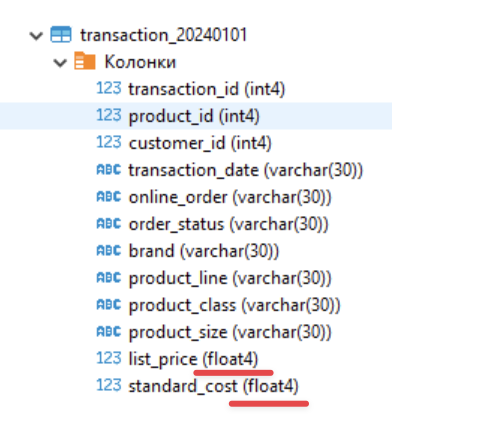 transaction_20240101
Колонки
123 transaction_id (int4)
123 product_id (int4)
123 customer_id (int4)
ABC transaction_date (varchar(30))
ABC online_order (varchar(30))
ABC order_status (varchar(30))
ABC brand (varchar(30))
ABC product_line (varchar(30))
ABC product_class (varchar(30))
ABC product_size (varchar(30))
123 list_price (float4)
123 standard_cost (float4)